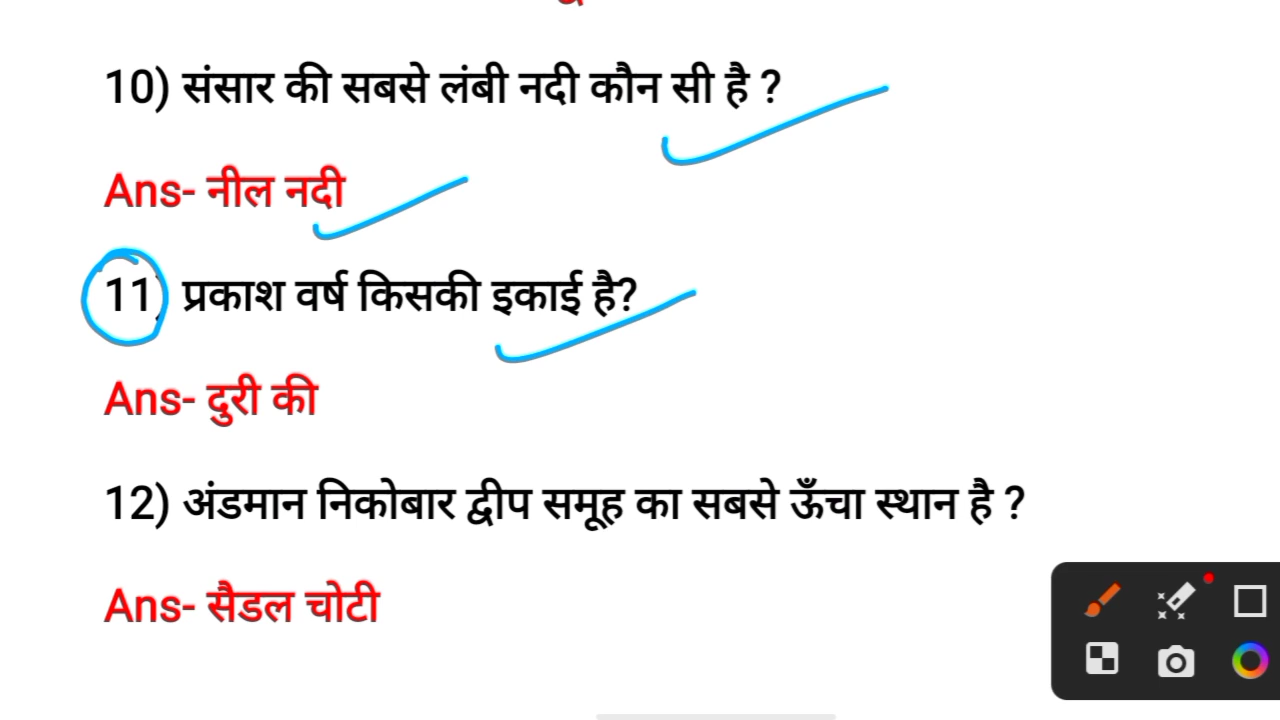 10) संसार की सबसे लंबी नदी कौन सी है ?
Ans- नील नदी
11) प्रकाश वर्ष किसकी इकाई है?
Ans- दुरी की
12) अंडमान निकोबार द्वीप समूह का सबसे ऊँचा स्थान है ?
Ans- सैडल चोटी